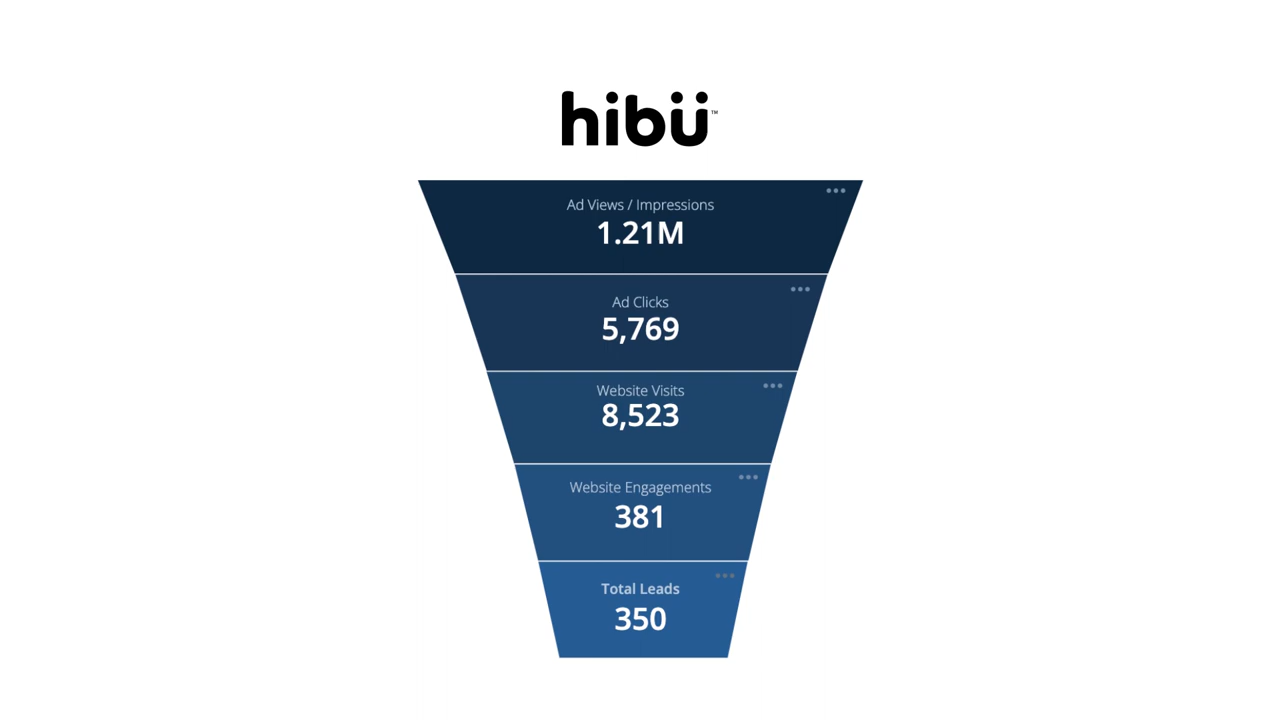 hibü™
Ad Views / Impressions
1.21M
Ad Clicks
5,769
Website Visits
8,523
Website Engagements
381
Total Leads
350